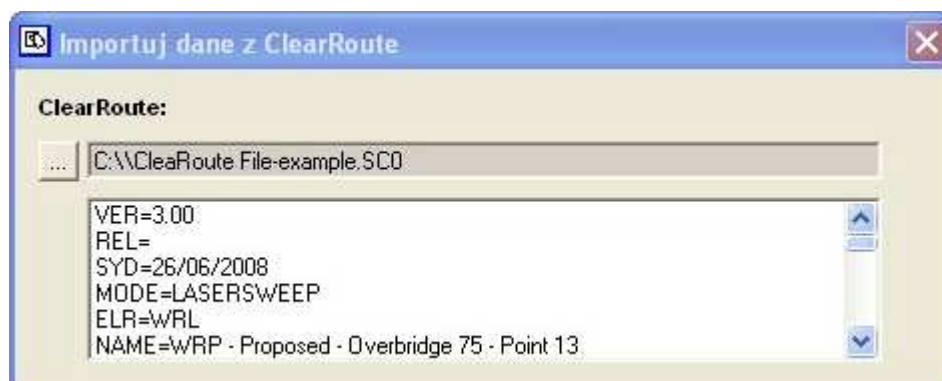 Importuj dane z ClearRoute
ClearRoute:
... C:\\CleaRoute File-example.SC0
VER=3.00
REL=
SYD=26/06/2008
MODE=LASERSWEEP
ELR=WRL
NAME=WRP - Proposed - Overbridge 75 - Point 13